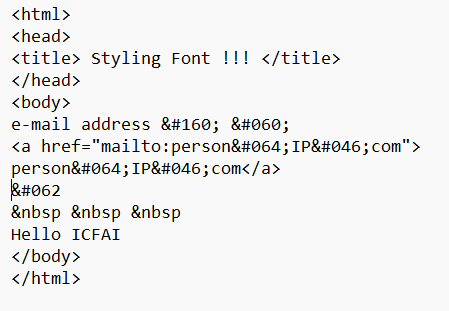 <html>
<head>
<title> Styling Font !!! </title>
</head>
<body>
e-mail address &#160; &#060;
<a href="mailto:person&#064;IP&#046;com">
person&#064;IP&#046;com</a>
&#062
&nbsp &nbsp &nbsp
Hello ICFAI
</body>
</html>